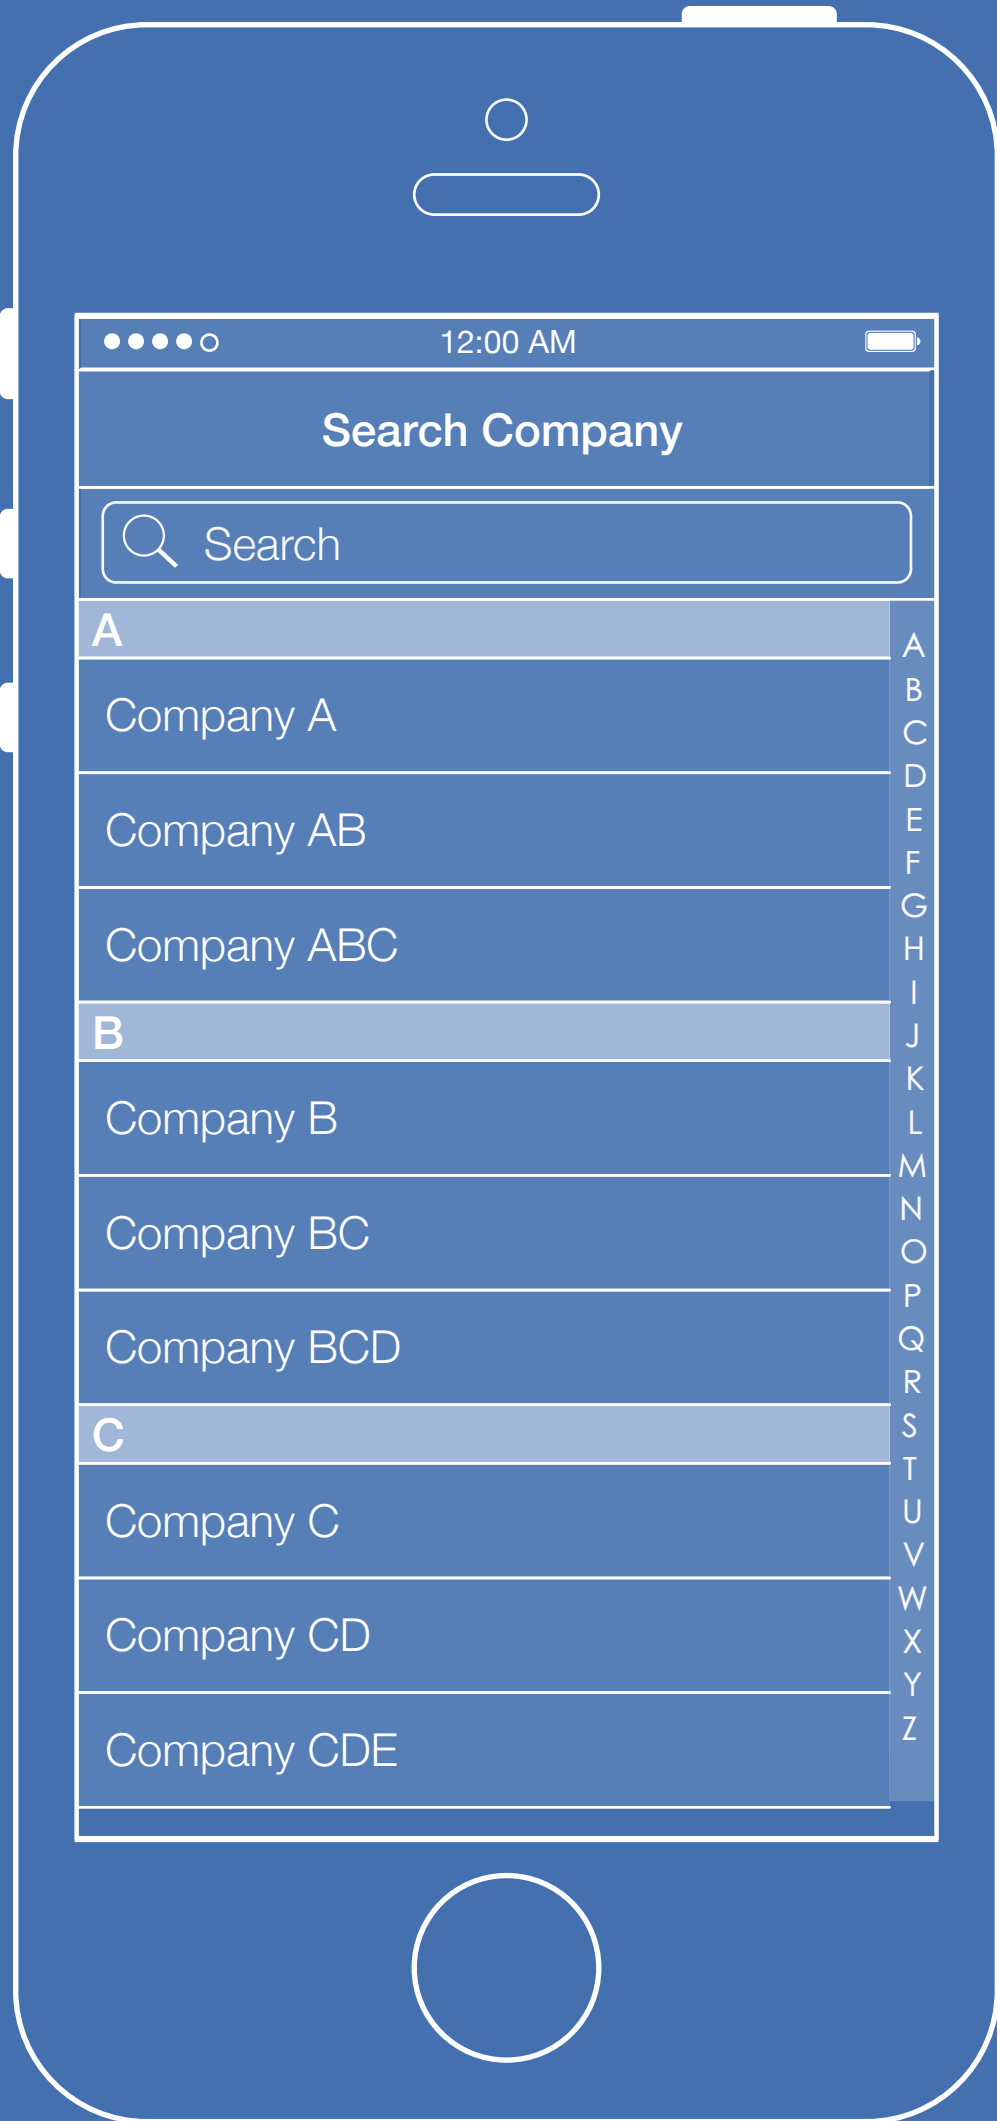 12:00 AM
Search Company
Search
A
Company A
Company AB
Company ABC
B
Company B
Company BC
Company BCD
C
Company C
Company CD
Company CDE
A
B
C
D
E
F
G
H
I
J
K
L
M
N
O
P
Q
R
S
T
U
V
W
X
Y
Z